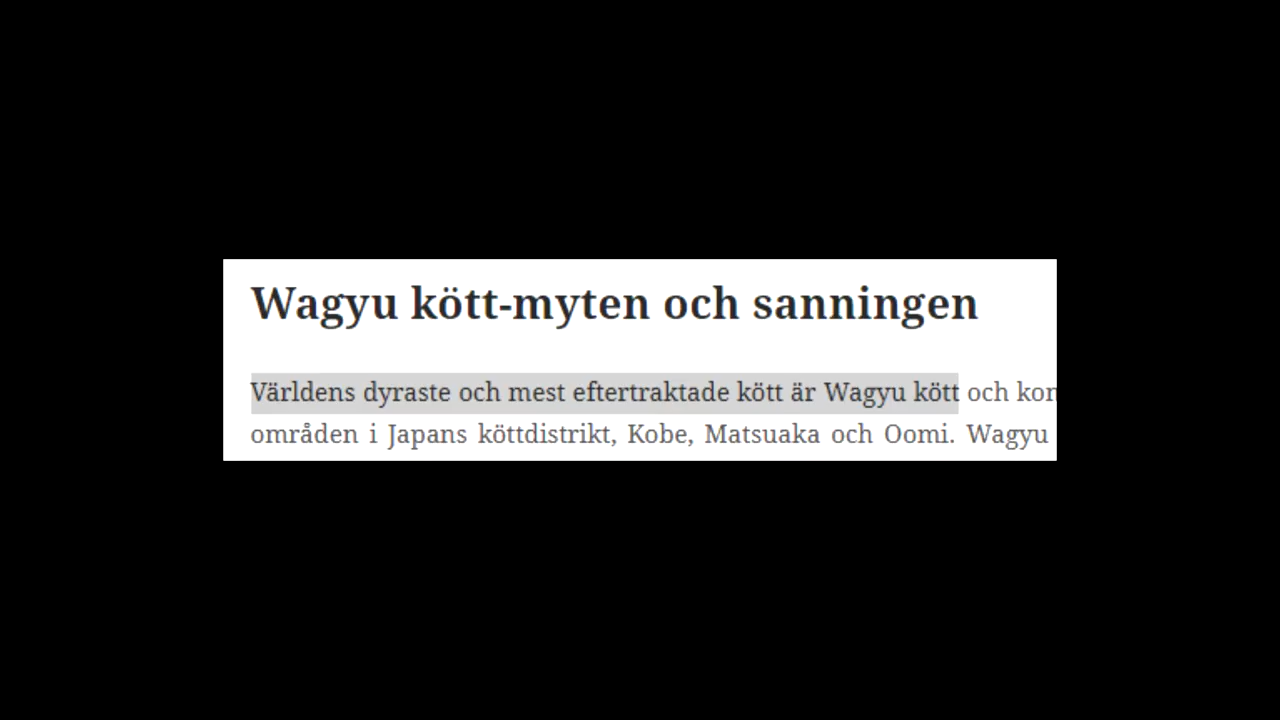 Wagyu kött-myten och sanningen
Världens dyraste och mest eftertraktade kött är Wagyu kött och
områden i Japans köttdistrikt, Kobe, Matsuaka och Oomi. Wagyu